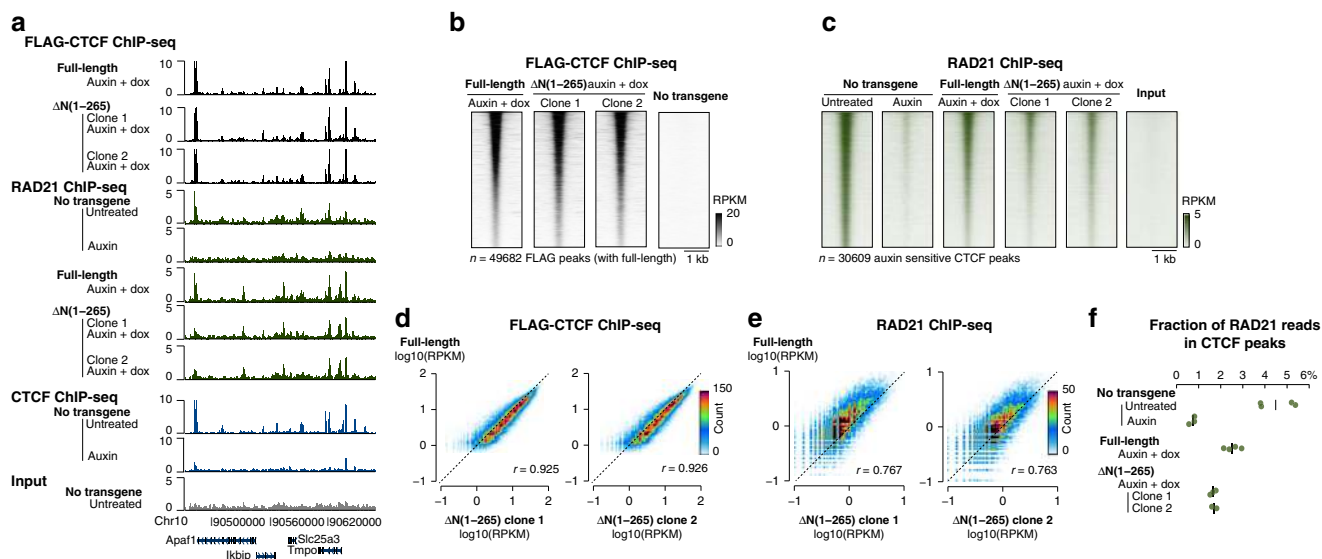 a
FLAG-CTCF ChIP-seq
Full-length
Auxin + dox
10
0
ΔN(1–265)
Clone 1
Auxin + dox
10
0
Clone 2
Auxin + dox
10
0
RAD21 ChIP-seq
No transgene
Untreated
5
0
Auxin
5
0
Full-length
Auxin + dox
5
0
ΔN(1–265)
Clone 1
Auxin + dox
5
0
Clone 2
Auxin + dox
5
0
CTCF ChIP-seq
No transgene
Untreated
10
0
Auxin
10
0
Input
No transgene
Untreated
5
0
Chr10 |90500000 |90560000 |90620000
Apaf1
Ikbip
Slc25a3
Tmpo
b
FLAG-CTCF ChIP-seq
Full-length ΔN(1–265) auxin + dox No transgene
Auxin + dox Clone 1 Clone 2
RPKM
20
0
n = 49682 FLAG peaks (with full-length) 1 kb
c
RAD21 ChIP-seq
No transgene Full-length ΔN(1–265) auxin + dox Input
Untreated Auxin Auxin + dox Clone 1 Clone 2
RPKM
5
0
n = 30609 auxin sensitive CTCF peaks 1 kb
d
FLAG-CTCF ChIP-seq
Full-length
log10(RPKM)
2
1
0
−1
−1 0 1 2
r = 0.925
ΔN(1–265) clone 1
log10(RPKM)
2
1
0
−1
−1 0 1 2
r = 0.926
150
Count
0
ΔN(1–265) clone 2
log10(RPKM)
e
RAD21 ChIP-seq
Full-length
log10(RPKM)
1
0
−1
−1 0 1
r = 0.767
ΔN(1–265) clone 1
log10(RPKM)
1
0
−1
−1 0 1
r = 0.763
50
Count
0
ΔN(1–265) clone 2
log10(RPKM)
f
Fraction of RAD21 reads
in CTCF peaks
0 1 2 3 4 5 6%
No transgene
Untreated
Auxin
Full-length
Auxin + dox
ΔN(1–265)
Auxin + dox
Clone 1
Clone 2